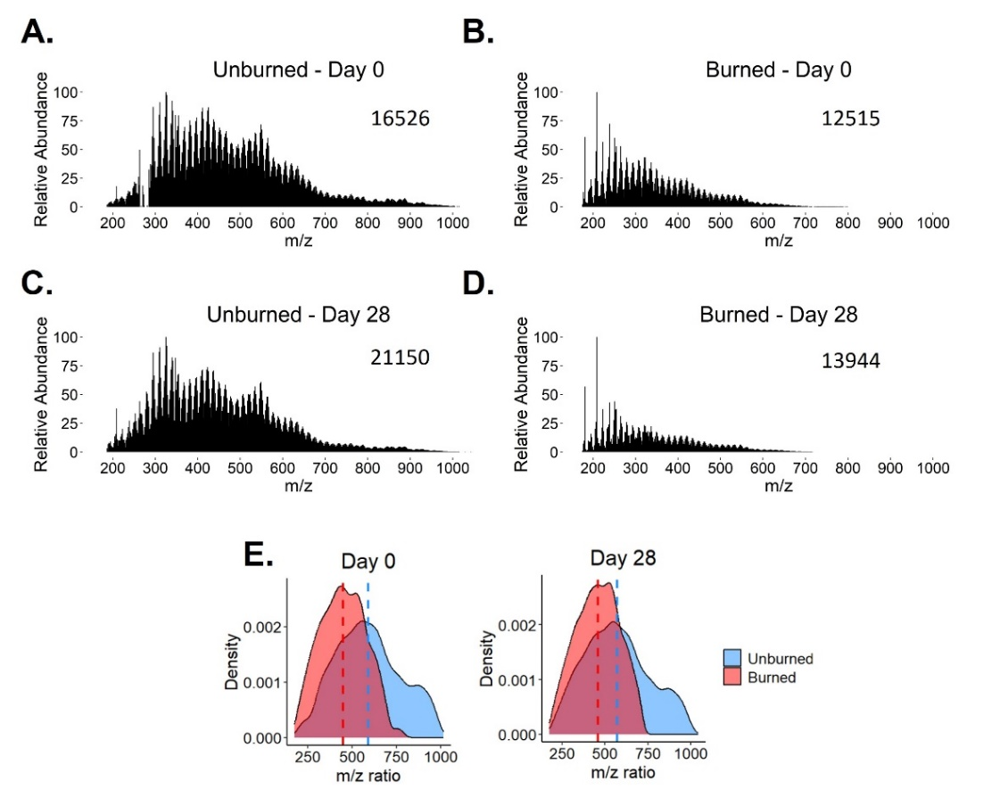 A.
Unburned - Day 0
16526
Relative Abundance
100
75
50
25
0
200 300 400 500 600 700 800 900 1000
m/z
B.
Burned - Day 0
12515
Relative Abundance
100
75
50
25
0
200 300 400 500 600 700 800 900 1000
m/z
C.
Unburned - Day 28
21150
Relative Abundance
100
75
50
25
0
200 300 400 500 600 700 800 900 1000
m/z
D.
Burned - Day 28
13944
Relative Abundance
100
75
50
25
0
200 300 400 500 600 700 800 900 1000
m/z
E.
Day 0
Density
0.002
0.001
0.000
250 500 750 1000
m/z ratio
Day 28
Density
0.002
0.001
0.000
250 500 750 1000
m/z ratio
Unburned
Burned